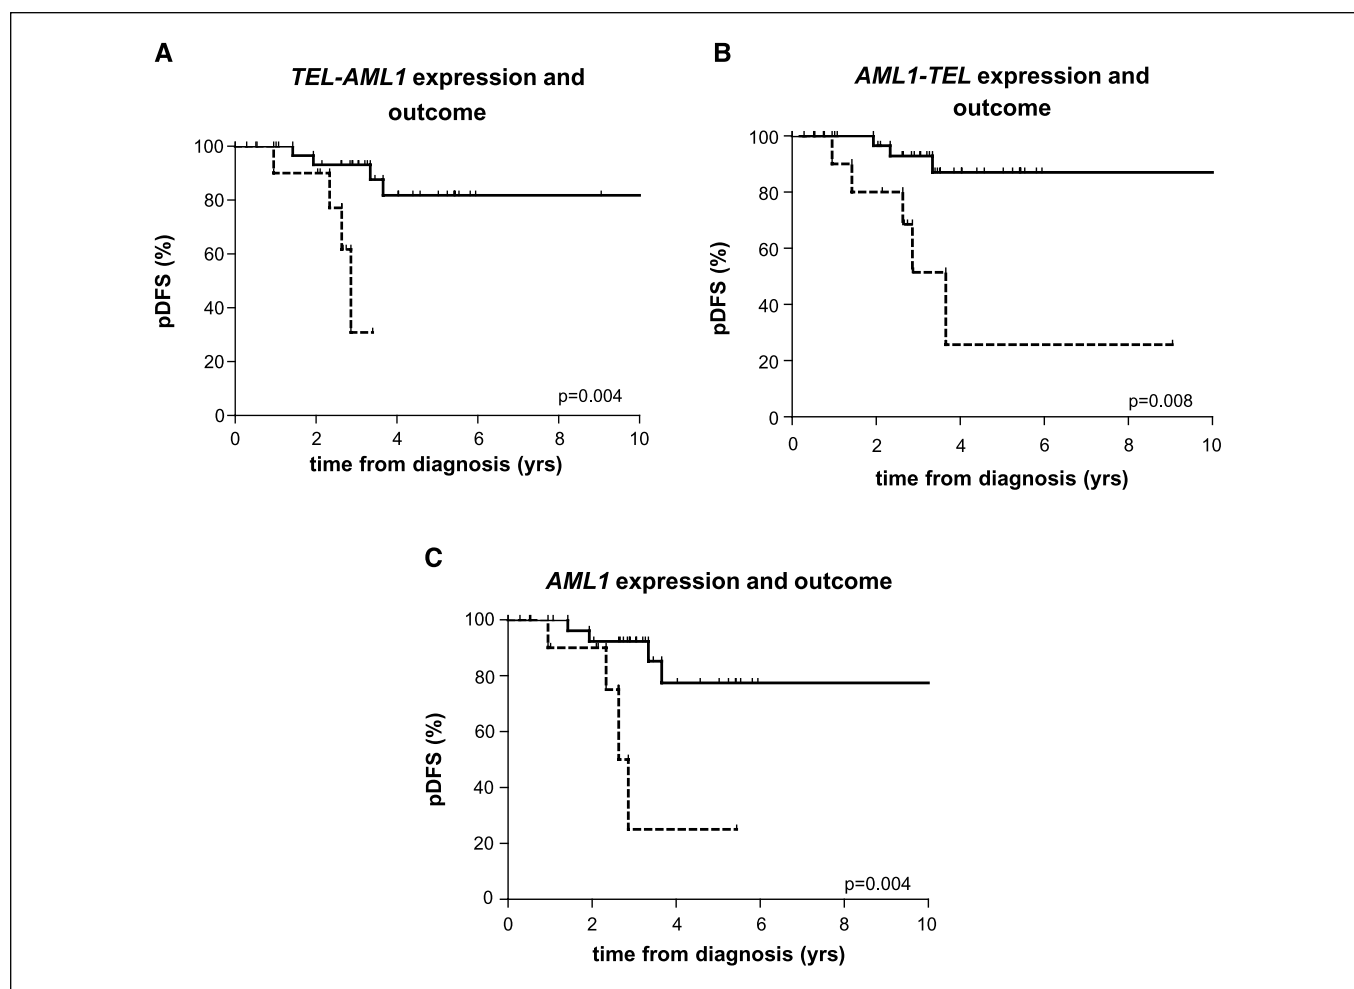 A
TEL-AML1 expression and
outcome
pDFS (%)
100
80
60
40
20
0
p=0.004
0 2 4 6 8 10
time from diagnosis (yrs)
B
AML1-TEL expression and
outcome
pDFS (%)
100
80
60
40
20
0
p=0.008
0 2 4 6 8 10
time from diagnosis (yrs)
C
AML1 expression and outcome
pDFS (%)
100
80
60
40
20
0
p=0.004
0 2 4 6 8 10
time from diagnosis (yrs)